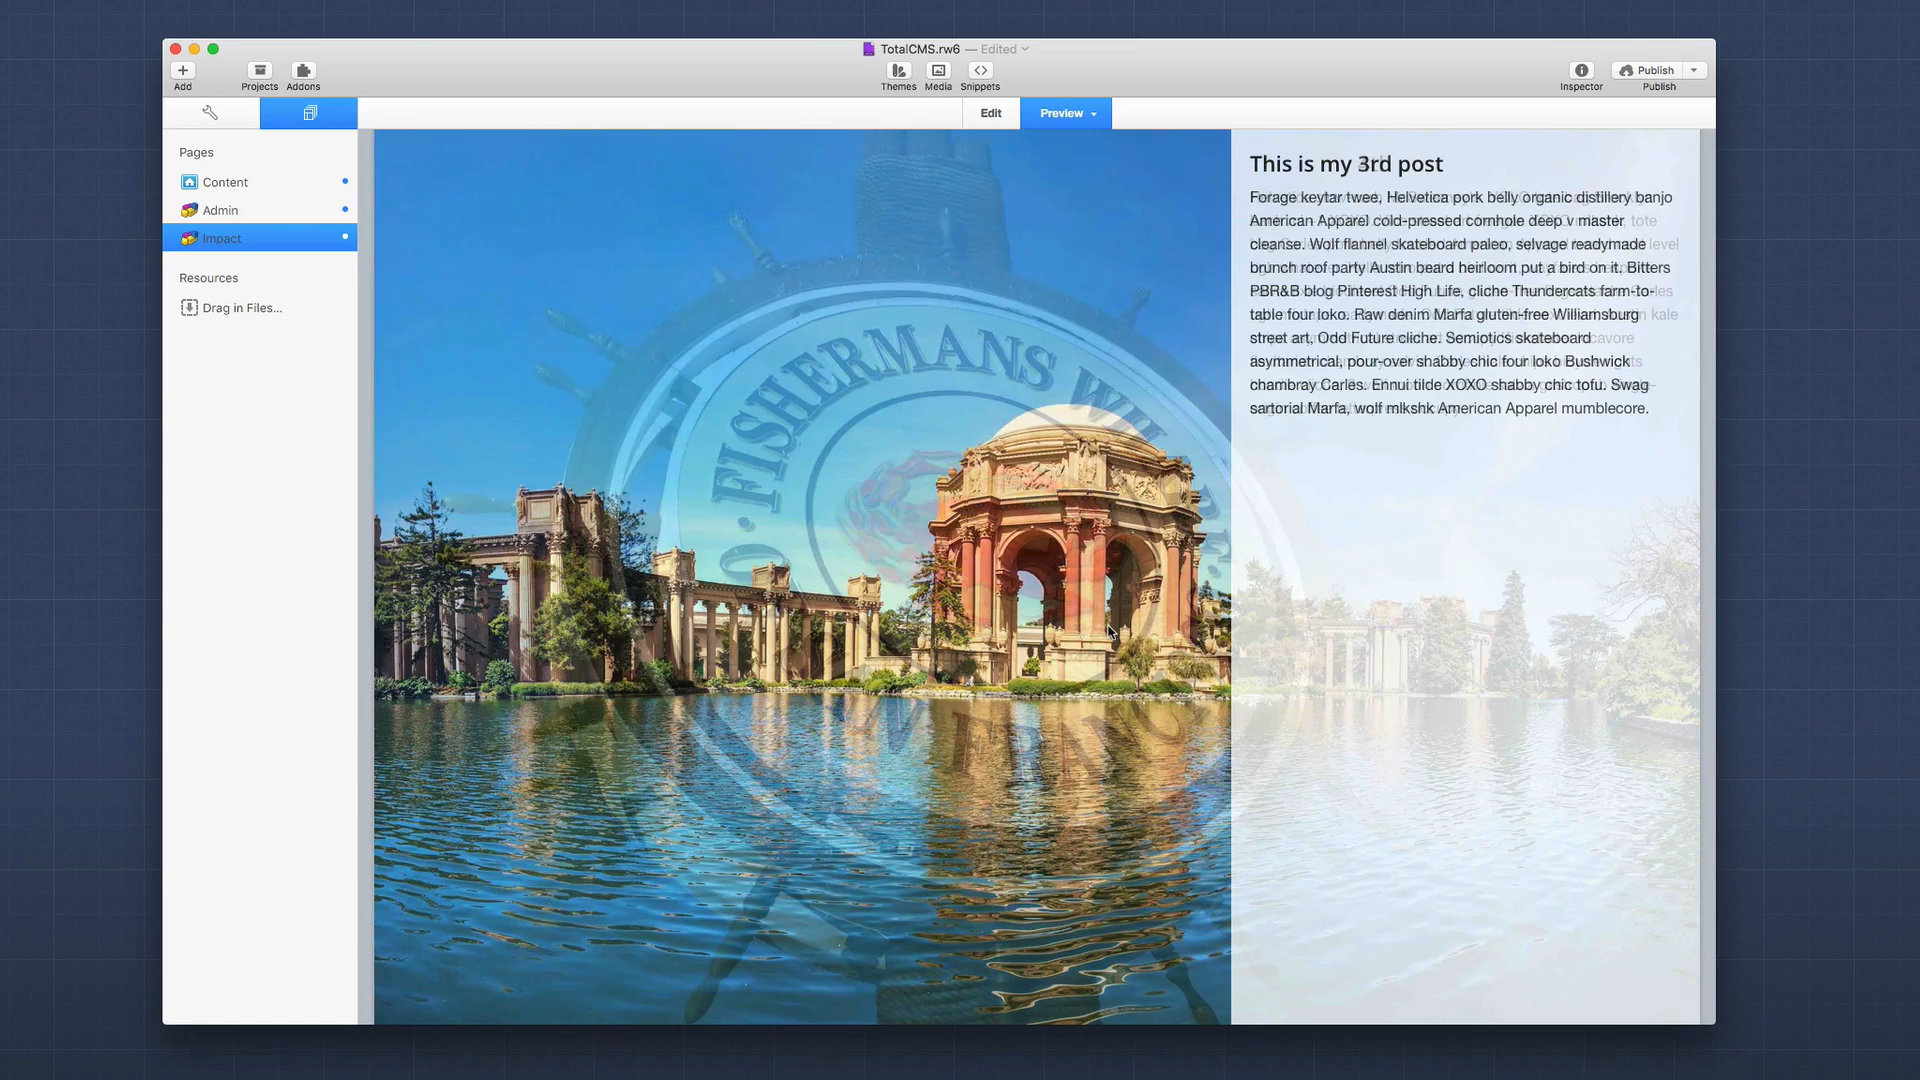 TotalCMS.rw6 — Edited
Add
Projects
Addons
Themes
Media
Snippets
Inspector
Publish
Publish
Edit
Preview
Pages
Content
Admin
Impact
Resources
Drag in Files...
FISHERMANS
FRANC
This is my 3rd post
Forage keytar twee, Helvetica pork belly organic distillery banjo
American Apparel cold-pressed cornhole deep v master
cleanse. Wolf flannel skateboard paleo, selvage readymade
brunch roof party Austin beard heirloom put a bird on it, Bitters
PBR&B blog Pinterest High Life, cliche Thundercats farm-to-
table four loko. Raw denim Marfa gluten-free Williamsburg
street art, Odd Future cliche. Semiotics skateboard
asymmetrical, pour-over shabby chic four loko Bushwick
chambray Carles. Ennui tilde XOXO shabby chic tofu. Swag
sartorial Marfa, wolf mlkshk American Apparel mumblecore.